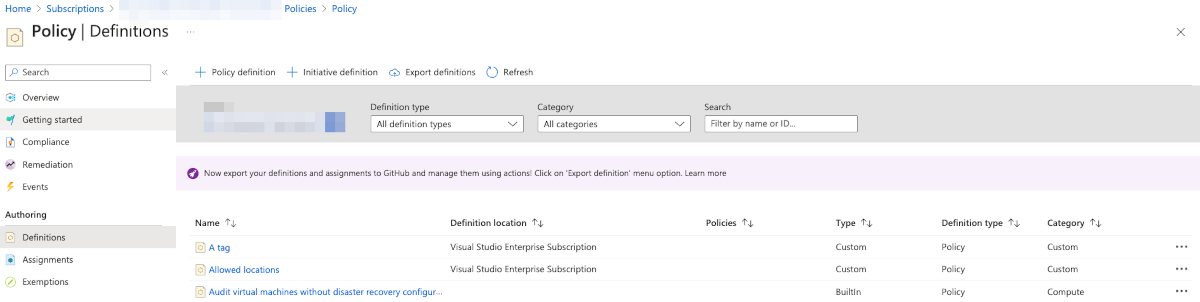 Home > Subscriptions > Policies > Policy
Policy | Definitions ...
Search «
Overview
Getting started
Compliance
Remediation
Events
Authoring
Definitions
Assignments
Exemptions
Policy definition Initiative definition Export definitions Refresh
Definition type Category Search
All definition types All categories Filter by name or ID...
Now export your definitions and assignments to GitHub and manage them using actions! Click on 'Export definition' menu option. Learn more
Name ↑↓ Definition location ↑↓ Policies ↑↓ Type ↑↓ Definition type ↑↓ Category ↑↓
A tag Visual Studio Enterprise Subscription Custom Policy Custom ...
Allowed locations Visual Studio Enterprise Subscription Custom Policy Custom ...
Audit virtual machines without disaster recovery configur... BuiltIn Policy Compute ...